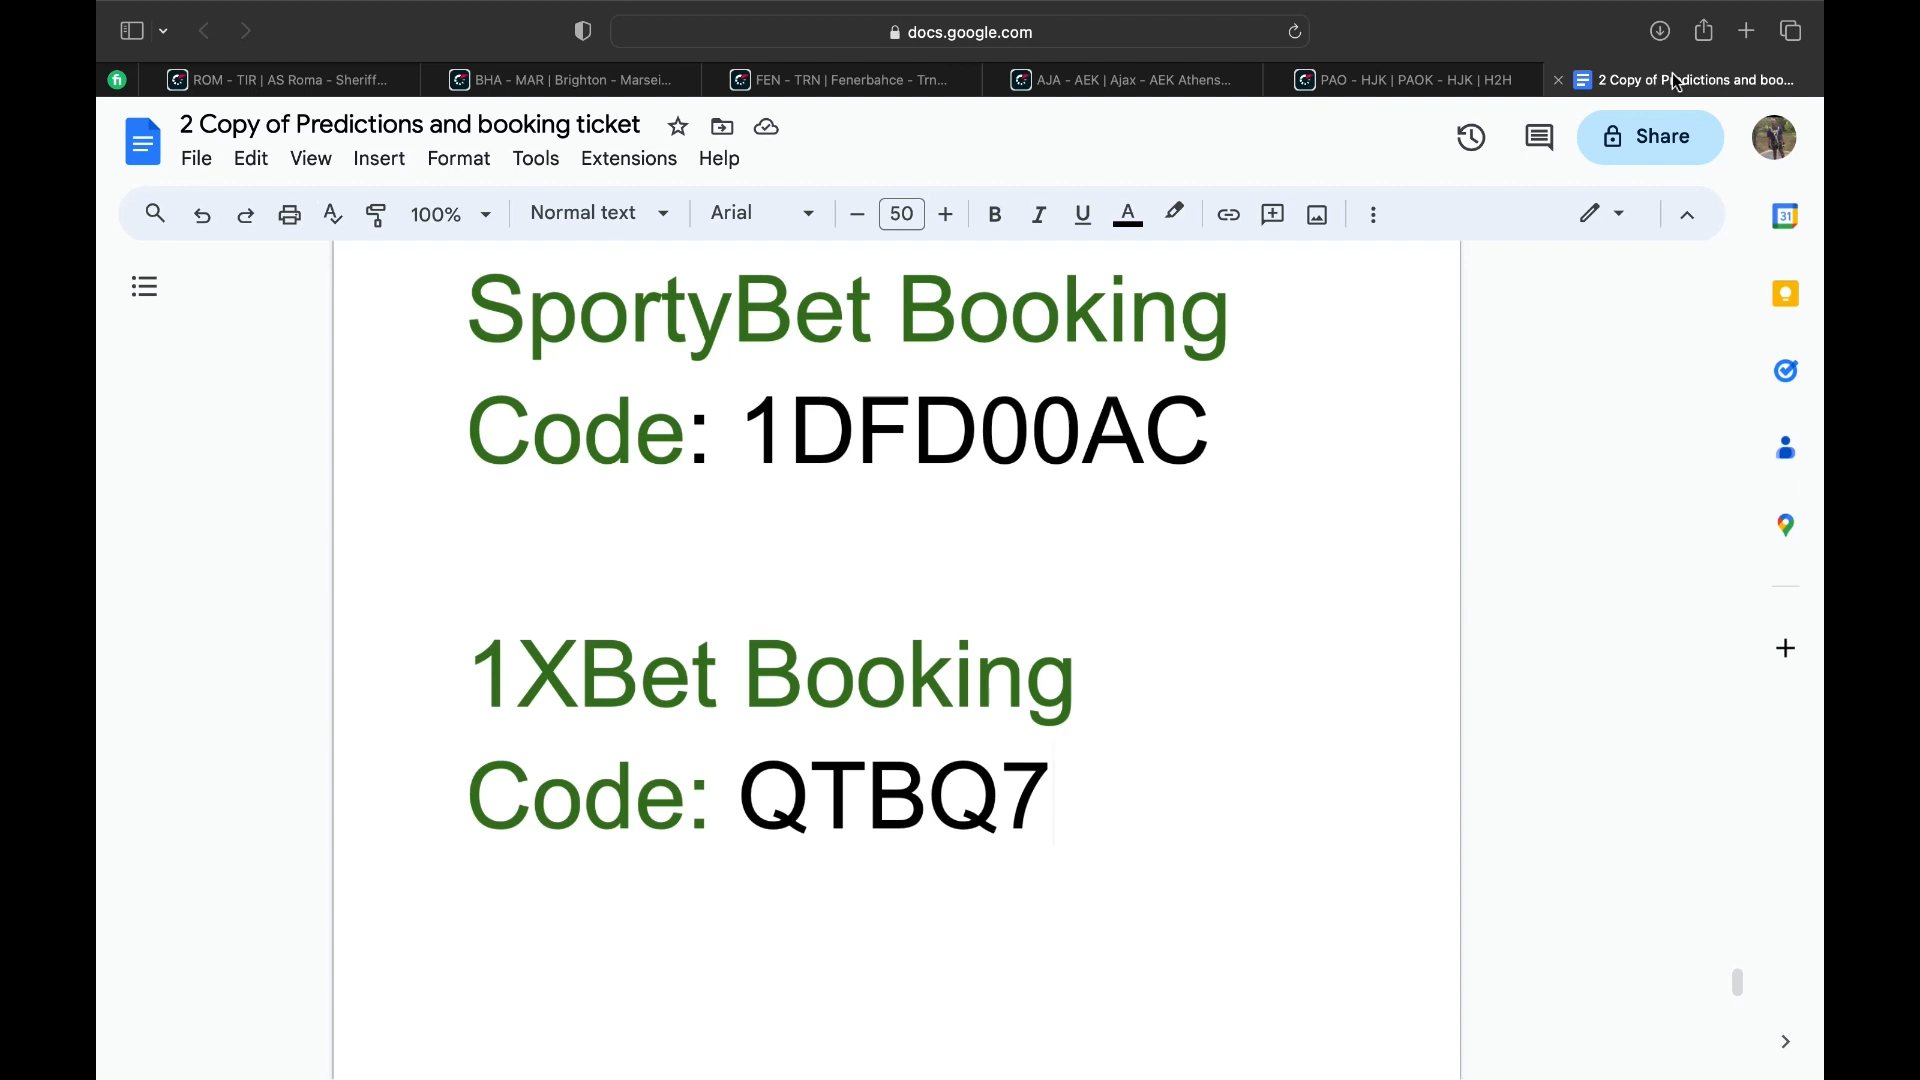 docs.google.com
ROM - TIR | AS Roma - Sheriff...
BHA - MAR | Brighton - Marsei...
FEN - TRN | Fenerbahce - Trn...
AJA - AEK | Ajax - AEK Athens...
PAO - HJK | PAOK - HJK | H2H
2 Copy of Predictions and boo...
2 Copy of Predictions and booking ticket
File Edit View Insert Format Tools Extensions Help
Share
100% Normal text Arial 50 B I U A
31
SportyBet Booking
Code: 1DFD00AC
1XBet Booking
Code: QTBQ7